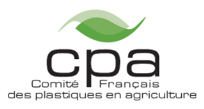 cpa
Comité Français
des plastiques en agriculture